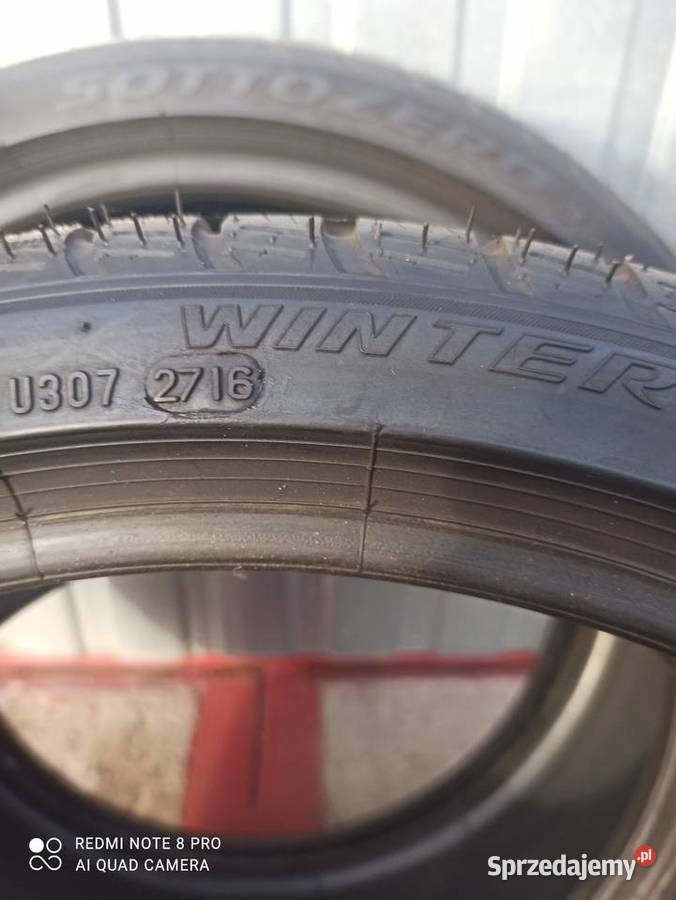 SOTTOZERO
WINTER
U307 2716
REDMI NOTE 8 PRO
AI QUAD CAMERA
Sprzedajemy.pl